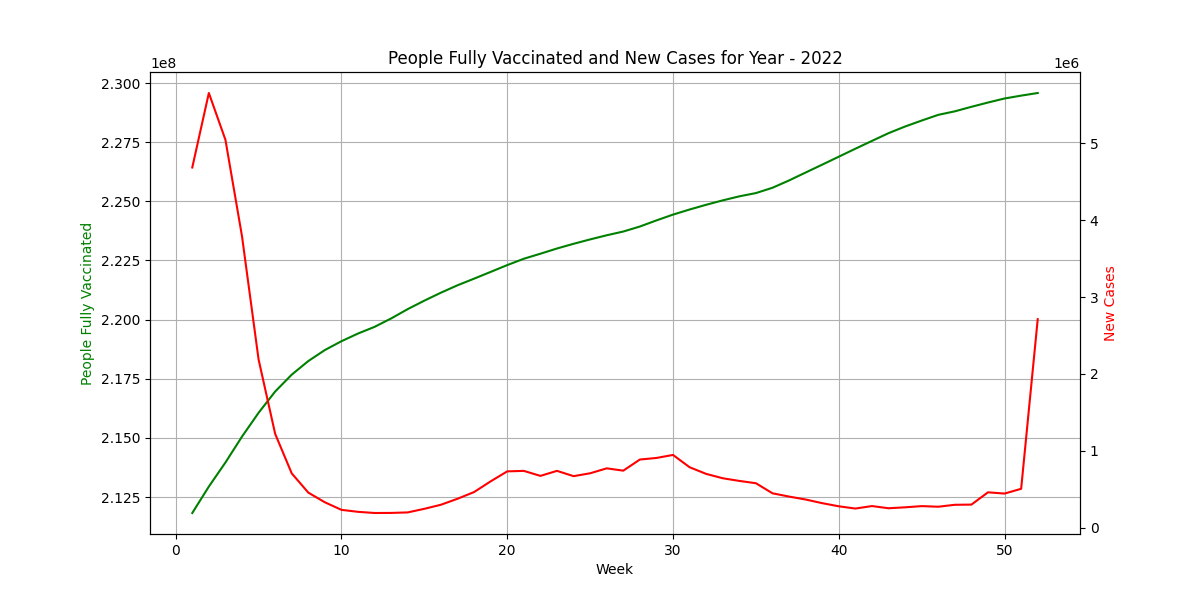 People Fully Vaccinated and New Cases for Year - 2022
1e8
1e6
2.300
2.275
2.250
2.225
2.200
2.175
2.150
2.125
People Fully Vaccinated
5
4
3
2
1
0
New Cases
0 10 20 30 40 50
Week